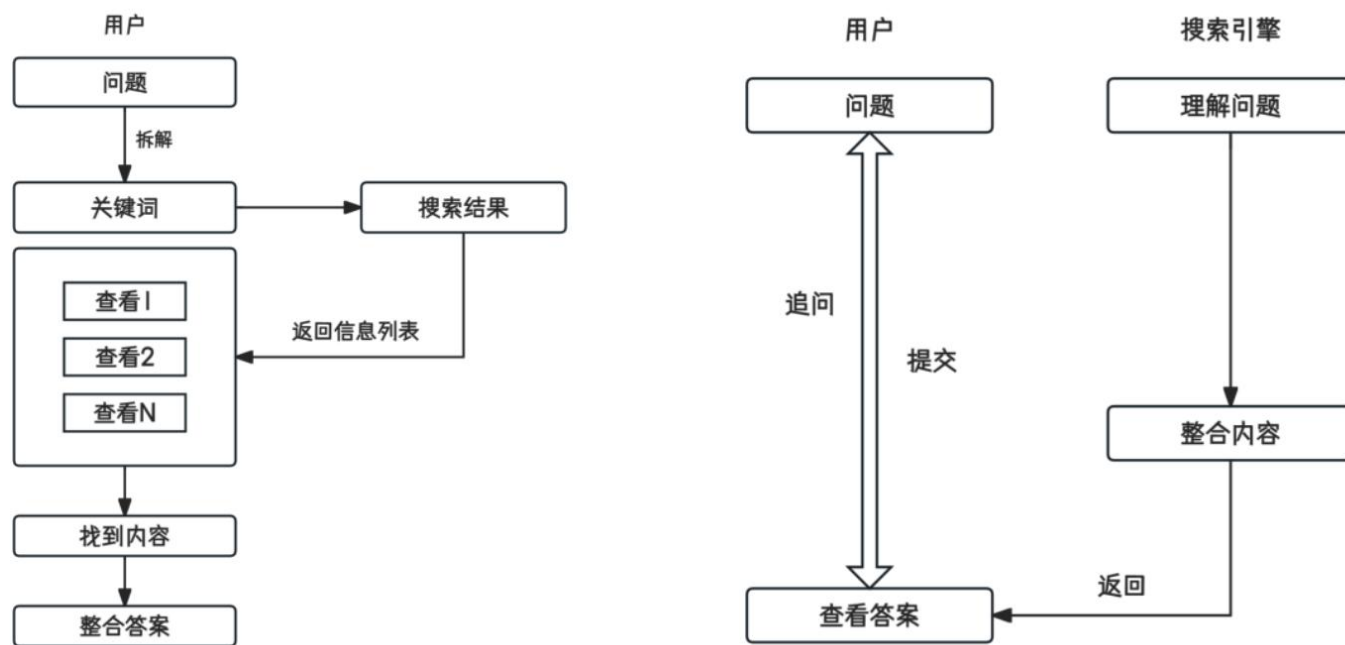 用户
问题
拆解
关键词
搜索结果
查看1
返回信息列表
查看2
查看N
找到内容
整合答案
用户
搜索引擎
问题
理解问题
追问
提交
整合内容
返回
查看答案